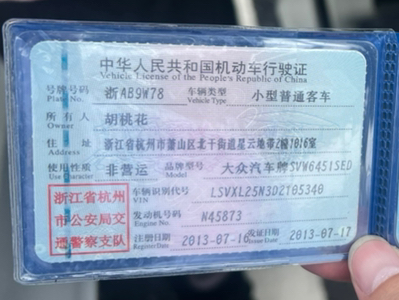 中华人民共和国机动车行驶证
Vehicle License of the People's Republic of China
号牌号码 浙AB9W78 车辆类型 小型普通客车
Plate No. Vehicle Type
所有人 胡桃花
Owner
住址 浙江省杭州市萧山区北干街道星云地带2幢1016室
Address
使用性质 非营运 品牌型号 大众汽车牌SVW6451SED
Use Character Model
浙江省杭州 车辆识别代号 LSVXL25N3D2105340
VIN
市公安局交 发动机号码 N45873
Engine No.
通警察支队 注册日期 2013-07-16 发证日期 2013-07-17
Register Date Issue Date